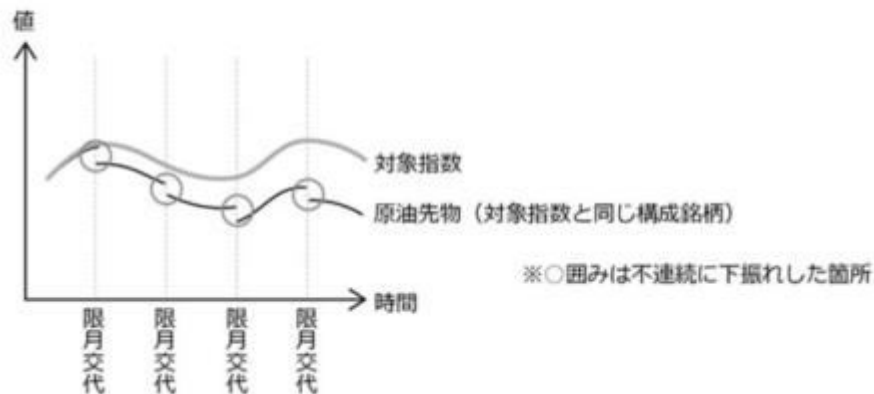 値
対象指数
原油先物（対象指数と同じ構成銘柄）
※○囲みは不連続に下振れした箇所
時間
限月交代
限月交代
限月交代
限月交代